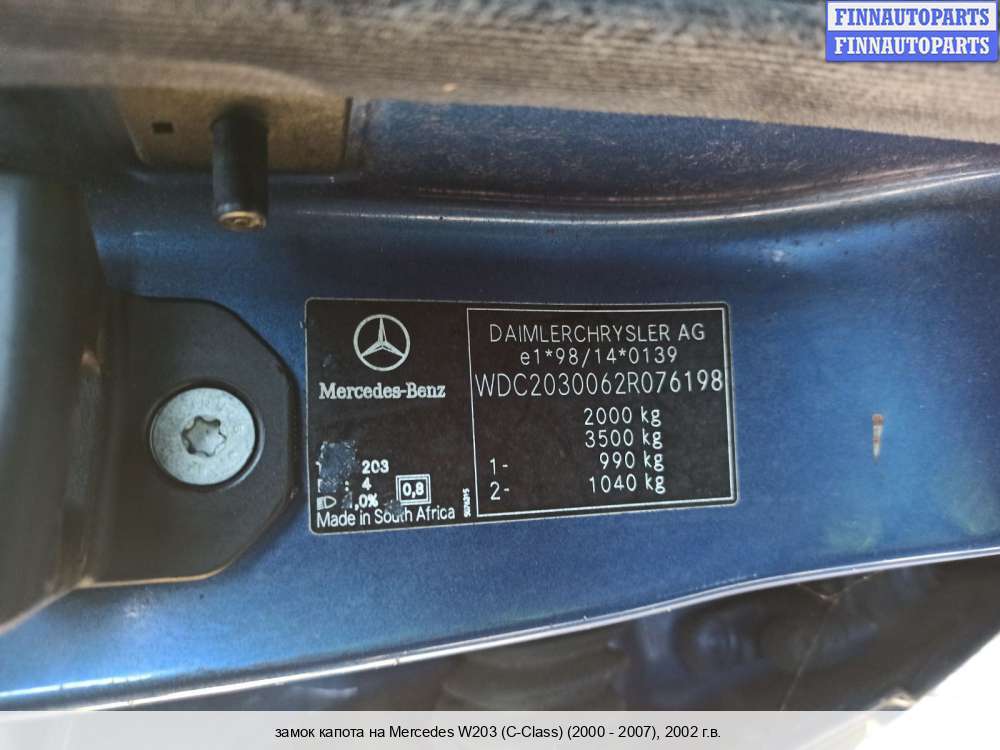 FINNAUTOPARTS
FINNAUTOPARTS
Mercedes-Benz
DAIMLERCHRYSLER AG
e1*98/14*0139
WDC2030062R076198
2000 kg
3500 kg
1- 990 kg
2- 1040 kg
203
: 4
,0% 0,8
Made in South Africa
замок капота на Mercedes W203 (C-Class) (2000 - 2007), 2002 г.в.